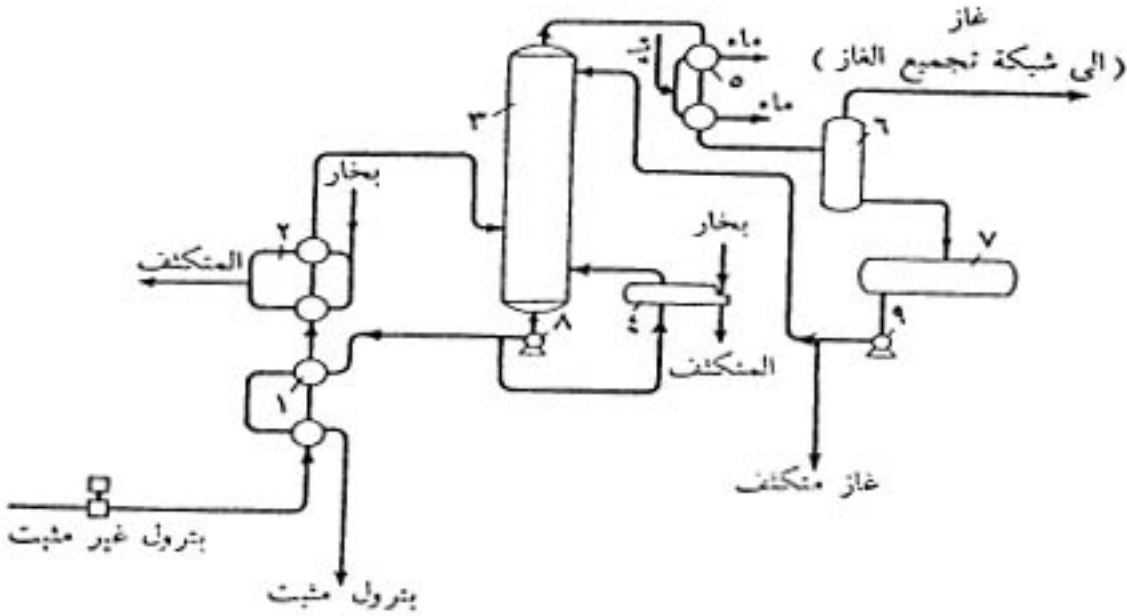 غاز
(الى شبكة تجميع الغاز)
ماء
ماء
ماء
٥
٣
٦
بخار
٢
المتكثف
بخار
٧
٤
٨
٩
المتكثف
١
غاز متكثف
بترول غير مثبت
بترول مثبت